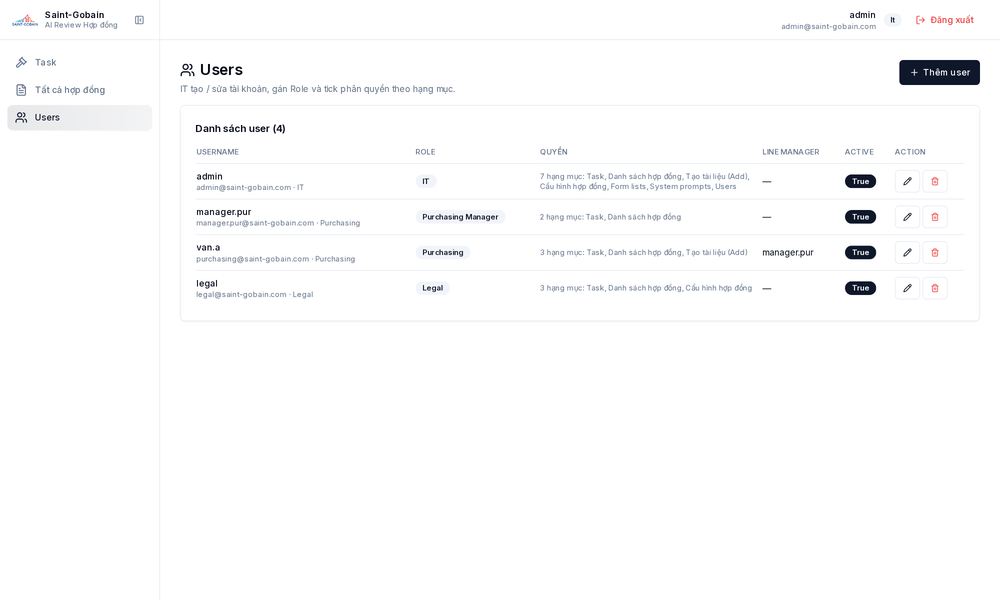 SAINT-GOBAIN
Saint-Gobain
AI Review Hợp đồng
admin
admin@saint-gobain.com
It
Đăng xuất
Task
Tất cả hợp đồng
Users
Users
IT tạo / sửa tài khoản, gán Role và tick phân quyền theo hạng mục.
Thêm user
Danh sách user (4)
USERNAME ROLE QUYỀN LINE MANAGER ACTIVE ACTION
admin
admin@saint-gobain.com · IT
IT
7 hạng mục: Task, Danh sách hợp đồng, Tạo tài liệu (Add),
Cấu hình hợp đồng, Form lists, System prompts, Users
—
True
manager.pur
manager.pur@saint-gobain.com · Purchasing
Purchasing Manager
2 hạng mục: Task, Danh sách hợp đồng
—
True
van.a
purchasing@saint-gobain.com · Purchasing
Purchasing
3 hạng mục: Task, Danh sách hợp đồng, Tạo tài liệu (Add)
manager.pur
True
legal
legal@saint-gobain.com · Legal
Legal
3 hạng mục: Task, Danh sách hợp đồng, Cấu hình hợp đồng
—
True